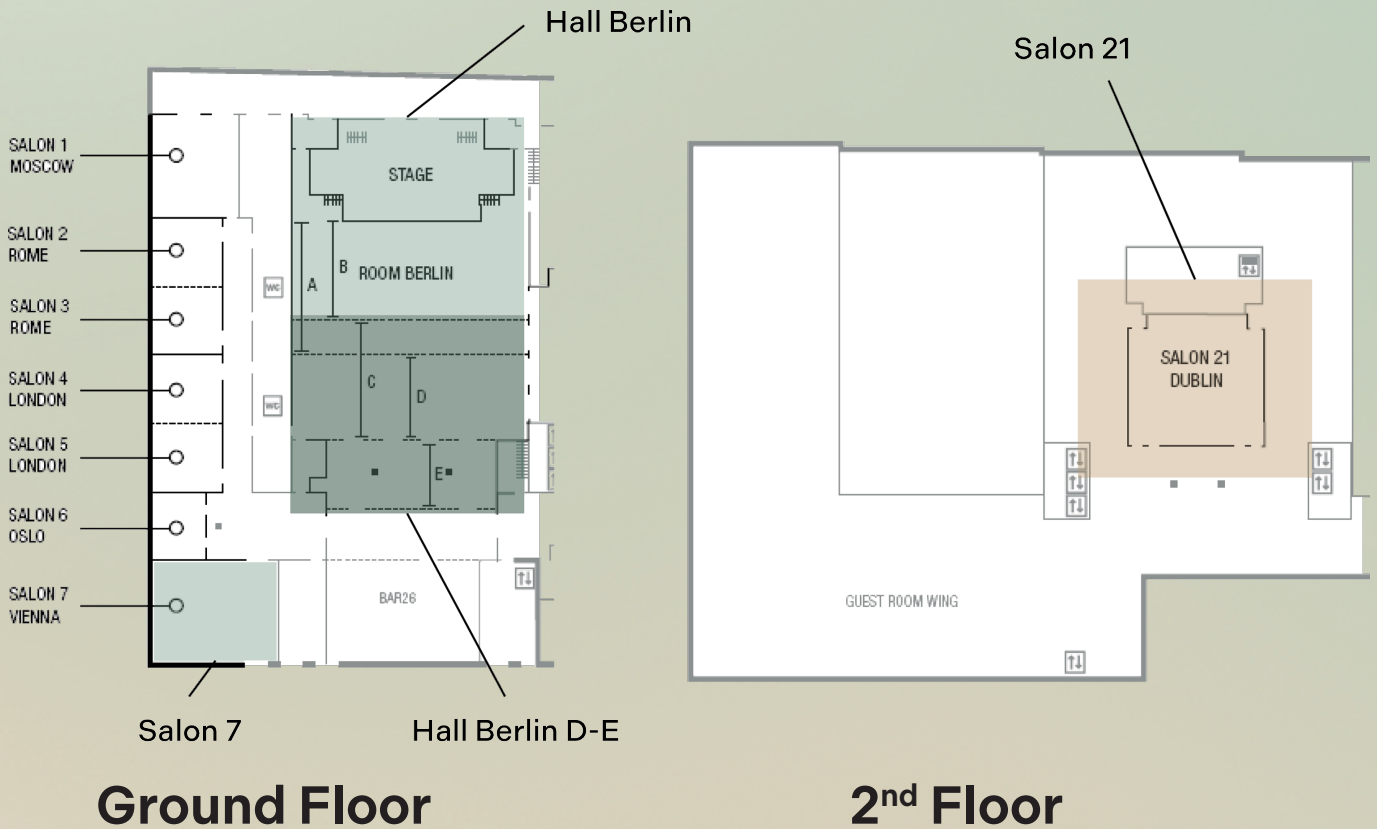 Hall Berlin
Salon 21
SALON 1
MOSCOW
STAGE
SALON 2
ROME
A
B
ROOM BERLIN
WC
SALON 3
ROME
SALON 4
LONDON
C
D
WC
SALON 5
LONDON
E
SALON 6
OSLO
SALON 7
VIENNA
BAR26
SALON 21
DUBLIN
GUEST ROOM WING
Salon 7
Hall Berlin D-E
Ground Floor
2nd Floor